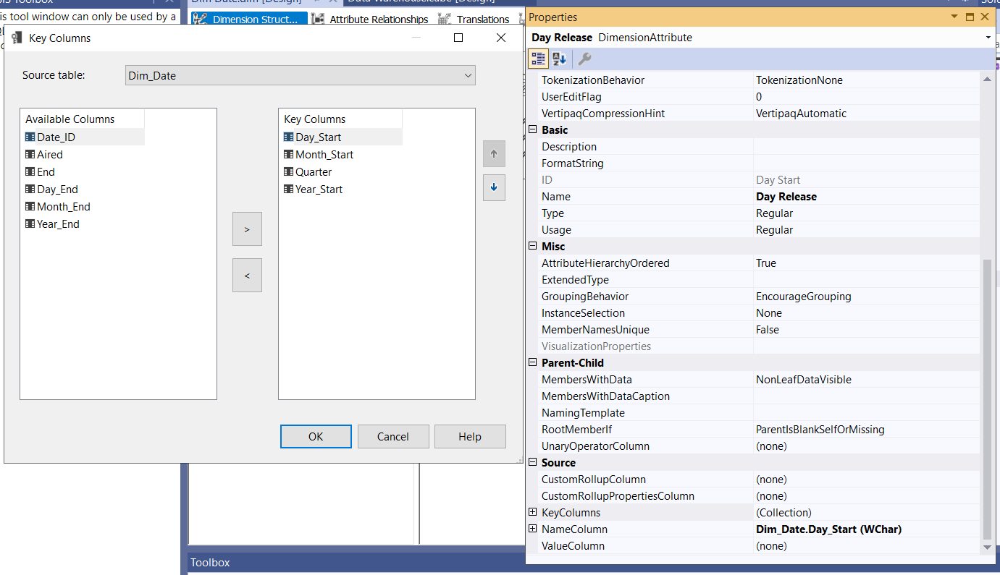 is tool window can only be used by a
Dim Date.dim [Design]
Data Warehouse.cube [Design]
Dimension Struct...
Attribute Relationships
Translations
Key Columns
Source table:
Dim_Date
Available Columns
Date_ID
Aired
End
Day_End
Month_End
Year_End
>
<
Key Columns
Day_Start
Month_Start
Quarter
Year_Start
OK
Cancel
Help
Toolbox
Properties
Day Release DimensionAttribute
TokenizationBehavior TokenizationNone
UserEditFlag 0
VertipaqCompressionHint VertipaqAutomatic
Basic
Description
FormatString
ID Day Start
Name Day Release
Type Regular
Usage Regular
Misc
AttributeHierarchyOrdered True
ExtendedType
GroupingBehavior EncourageGrouping
InstanceSelection None
MemberNamesUnique False
VisualizationProperties
Parent-Child
MembersWithData NonLeafDataVisible
MembersWithDataCaption
NamingTemplate
RootMemberIf ParentIsBlankSelfOrMissing
UnaryOperatorColumn (none)
Source
CustomRollupColumn (none)
CustomRollupPropertiesColumn (none)
KeyColumns (Collection)
NameColumn Dim_Date.Day_Start (WChar)
ValueColumn (none)